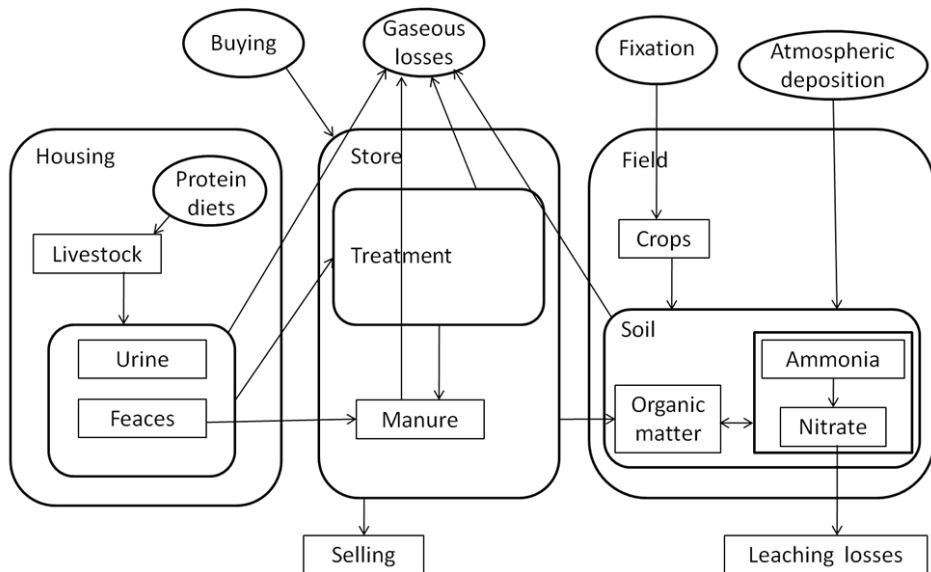 Buying
Gaseous
losses
Fixation
Atmospheric
deposition
Housing
Store
Field
Protein
diets
Livestock
Treatment
Crops
Urine
Feaces
Manure
Soil
Organic
matter
Ammonia
Nitrate
Selling
Leaching losses